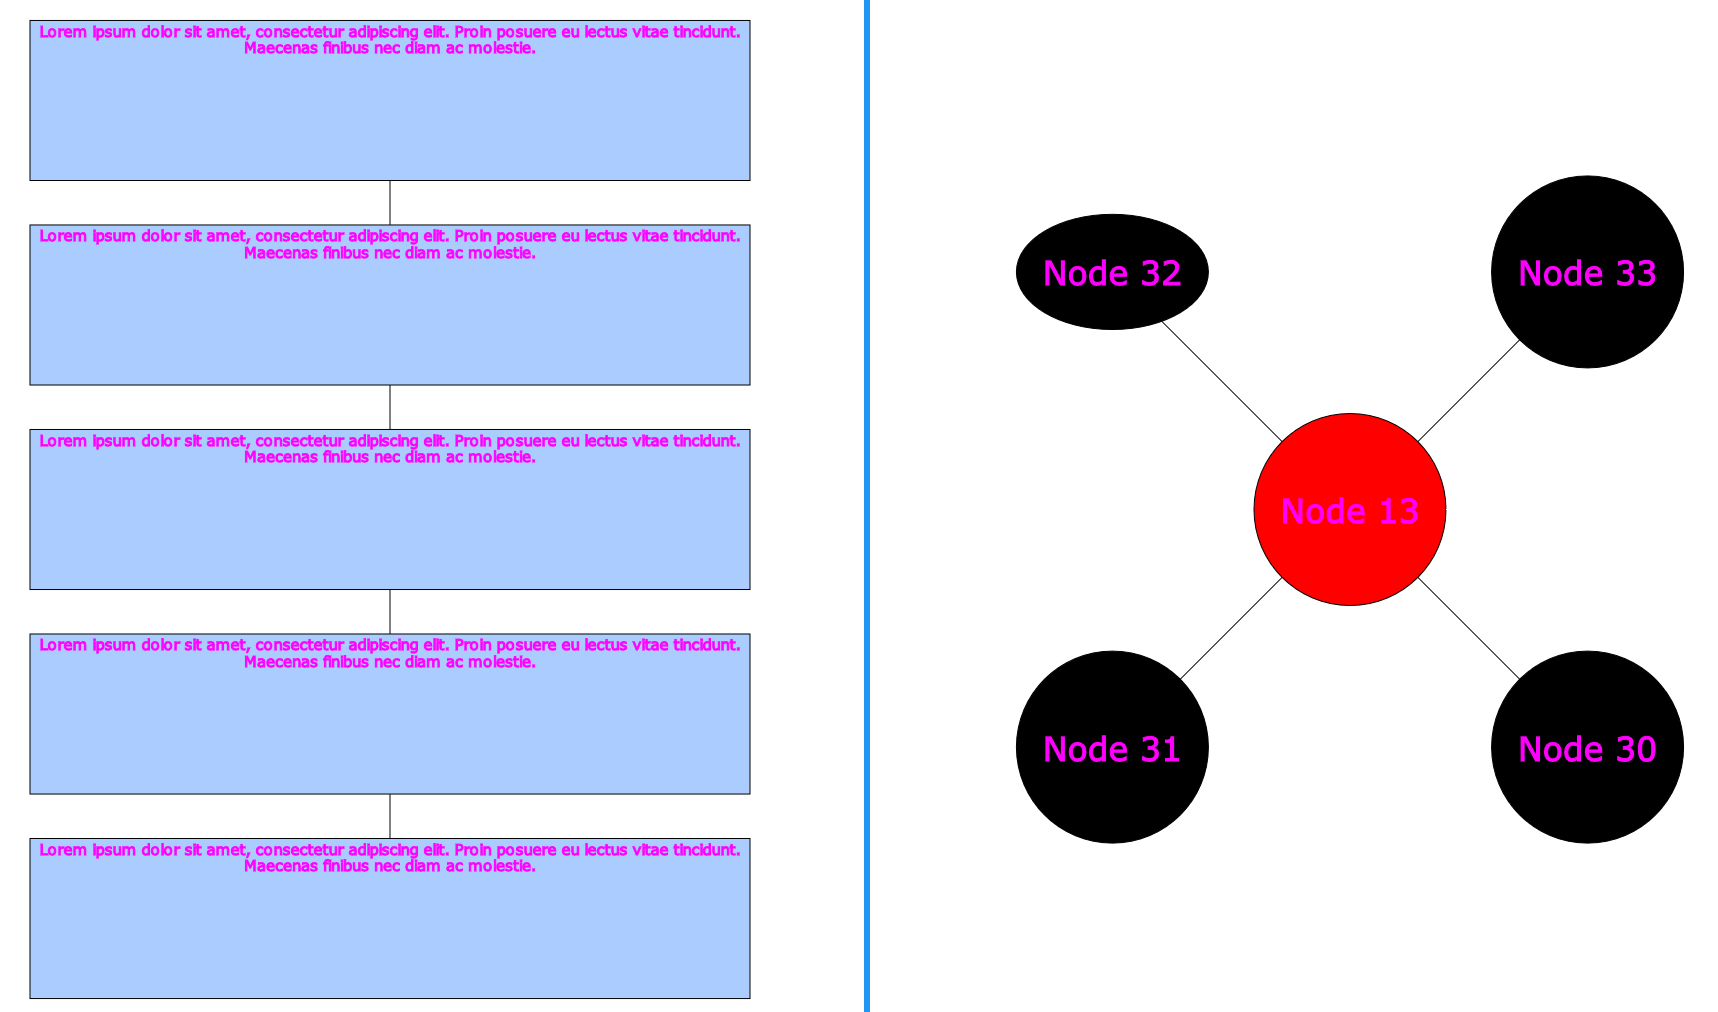 Lorem ipsum dolor sit amet, consectetur adipiscing elit. Proin posuere eu lectus vitae tincidunt.
Maecenas finibus nec diam ac molestie.
Lorem ipsum dolor sit amet, consectetur adipiscing elit. Proin posuere eu lectus vitae tincidunt.
Maecenas finibus nec diam ac molestie.
Lorem ipsum dolor sit amet, consectetur adipiscing elit. Proin posuere eu lectus vitae tincidunt.
Maecenas finibus nec diam ac molestie.
Lorem ipsum dolor sit amet, consectetur adipiscing elit. Proin posuere eu lectus vitae tincidunt.
Maecenas finibus nec diam ac molestie.
Lorem ipsum dolor sit amet, consectetur adipiscing elit. Proin posuere eu lectus vitae tincidunt.
Maecenas finibus nec diam ac molestie.
Node 32
Node 33
Node 13
Node 31
Node 30